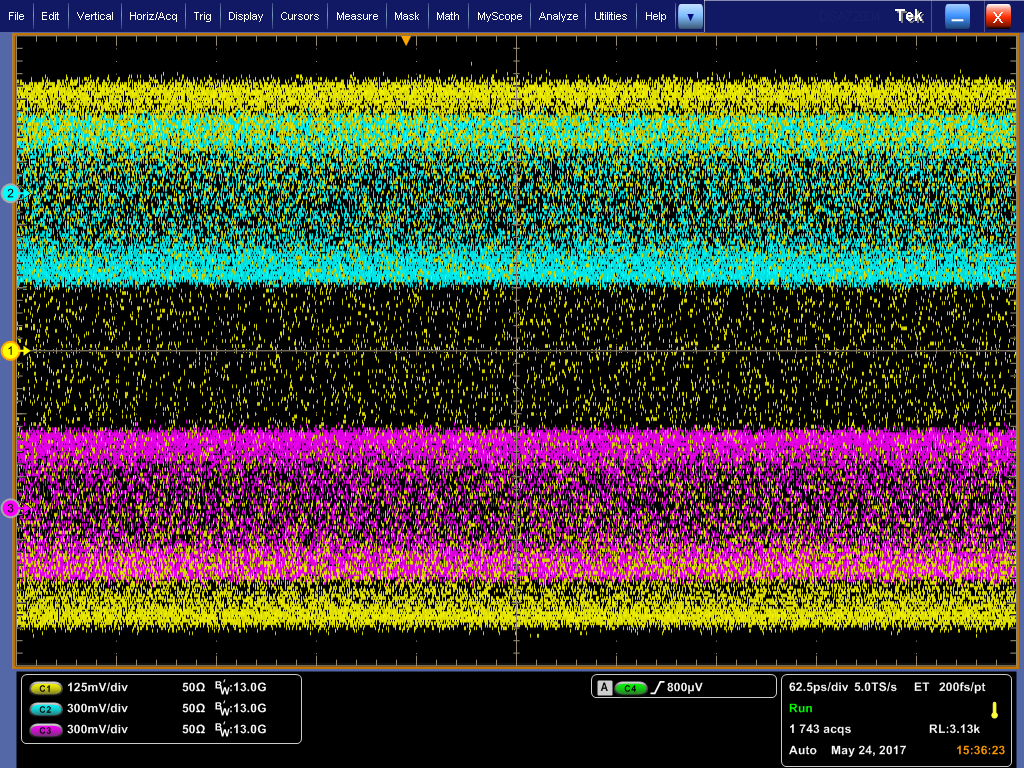 File Edit Vertical Horiz/Acq Trig Display Cursors Measure Mask Math MyScope Analyze Utilities Help Tek X
2
1
3
C1 125mV/div 50Ω BW:13.0G
C2 300mV/div 50Ω BW:13.0G
C3 300mV/div 50Ω BW:13.0G
A C4 800µV
62.5ps/div 5.0TS/s ET 200fs/pt
Run
1 743 acqs RL:3.13k
Auto May 24, 2017 15:36:23